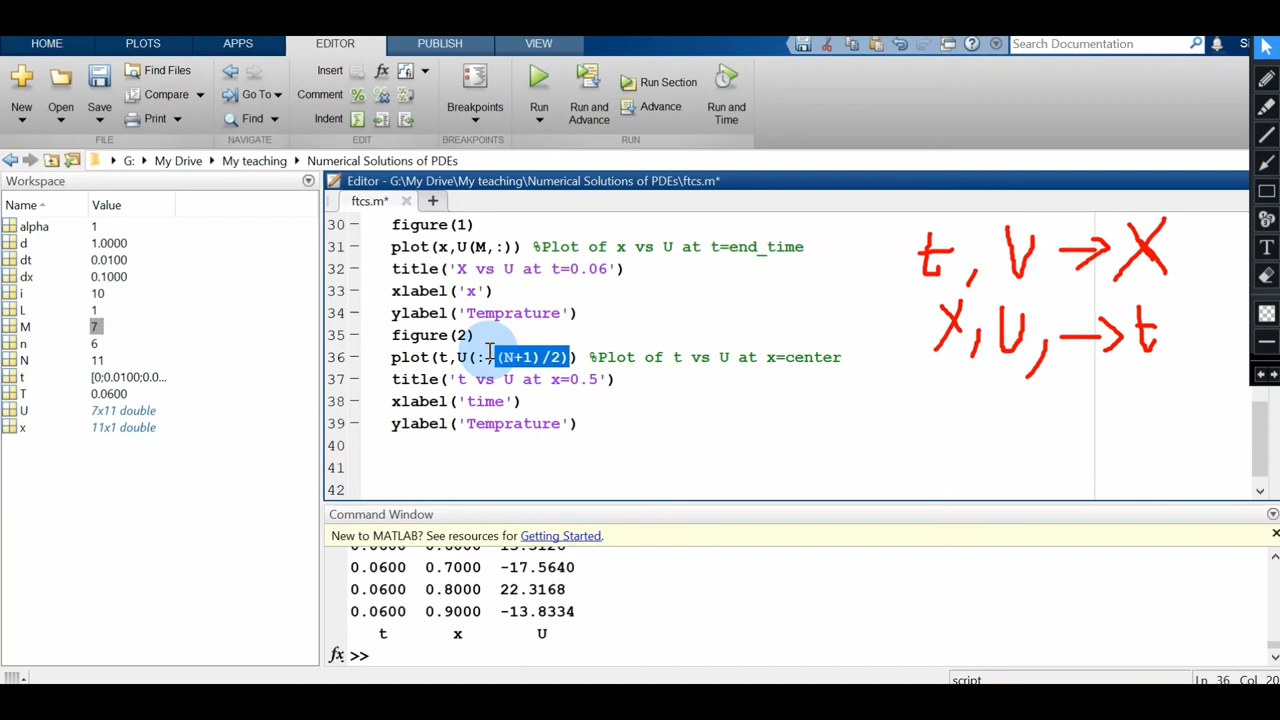 HOME PLOTS APPS EDITOR PUBLISH VIEW Search Documentation
Insert fx
New Open Save Find Files Compare Print Go To Find Comment Indent Breakpoints Run Run and Advance Run Section Advance Run and Time
FILE NAVIGATE EDIT BREAKPOINTS RUN
G: My Drive My teaching Numerical Solutions of PDEs
Workspace
Editor - G:\My Drive\My teaching\Numerical Solutions of PDEs\ftcs.m*
ftcs.m*
Name Value
alpha 1
d 1.0000
dt 0.0100
dx 0.1000
i 10
L 1
M 7
n 6
N 11
t [0;0.0100;0.0...
T 0.0600
U 7x11 double
x 11x1 double
30 figure(1)
31 plot(x,U(M,:)) %Plot of x vs U at t=end_time
32 title('X vs U at t=0.06')
33 xlabel('x')
34 ylabel('Temprature')
35 figure(2)
36 plot(t,U(:,(N+1)/2)) %Plot of t vs U at x=center
37 title('t vs U at x=0.5')
38 xlabel('time')
39 ylabel('Temprature')
40
41
42
t, U → X
X, U, → t
Command Window
New to MATLAB? See resources for Getting Started.
0.0600 0.7000 -17.5640
0.0600 0.8000 22.3168
0.0600 0.9000 -13.8334
t x U
fx >>
script Ln 36 Col 20